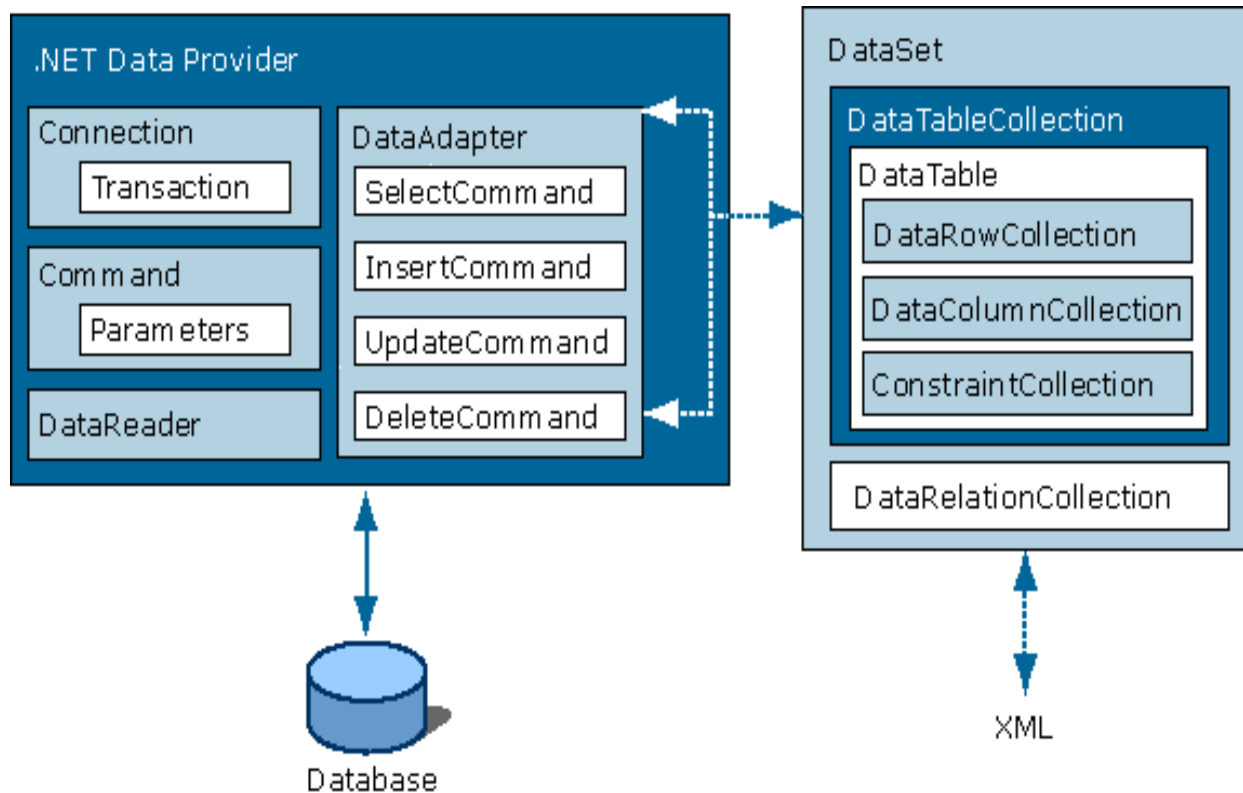 .NET Data Provider
Connection
Transaction
Command
Parameters
DataReader
DataAdapter
SelectCommand
InsertCommand
UpdateCommand
DeleteCommand
Database
DataSet
DataTableCollection
DataTable
DataRowCollection
DataColumnCollection
ConstraintCollection
DataRelationCollection
XML